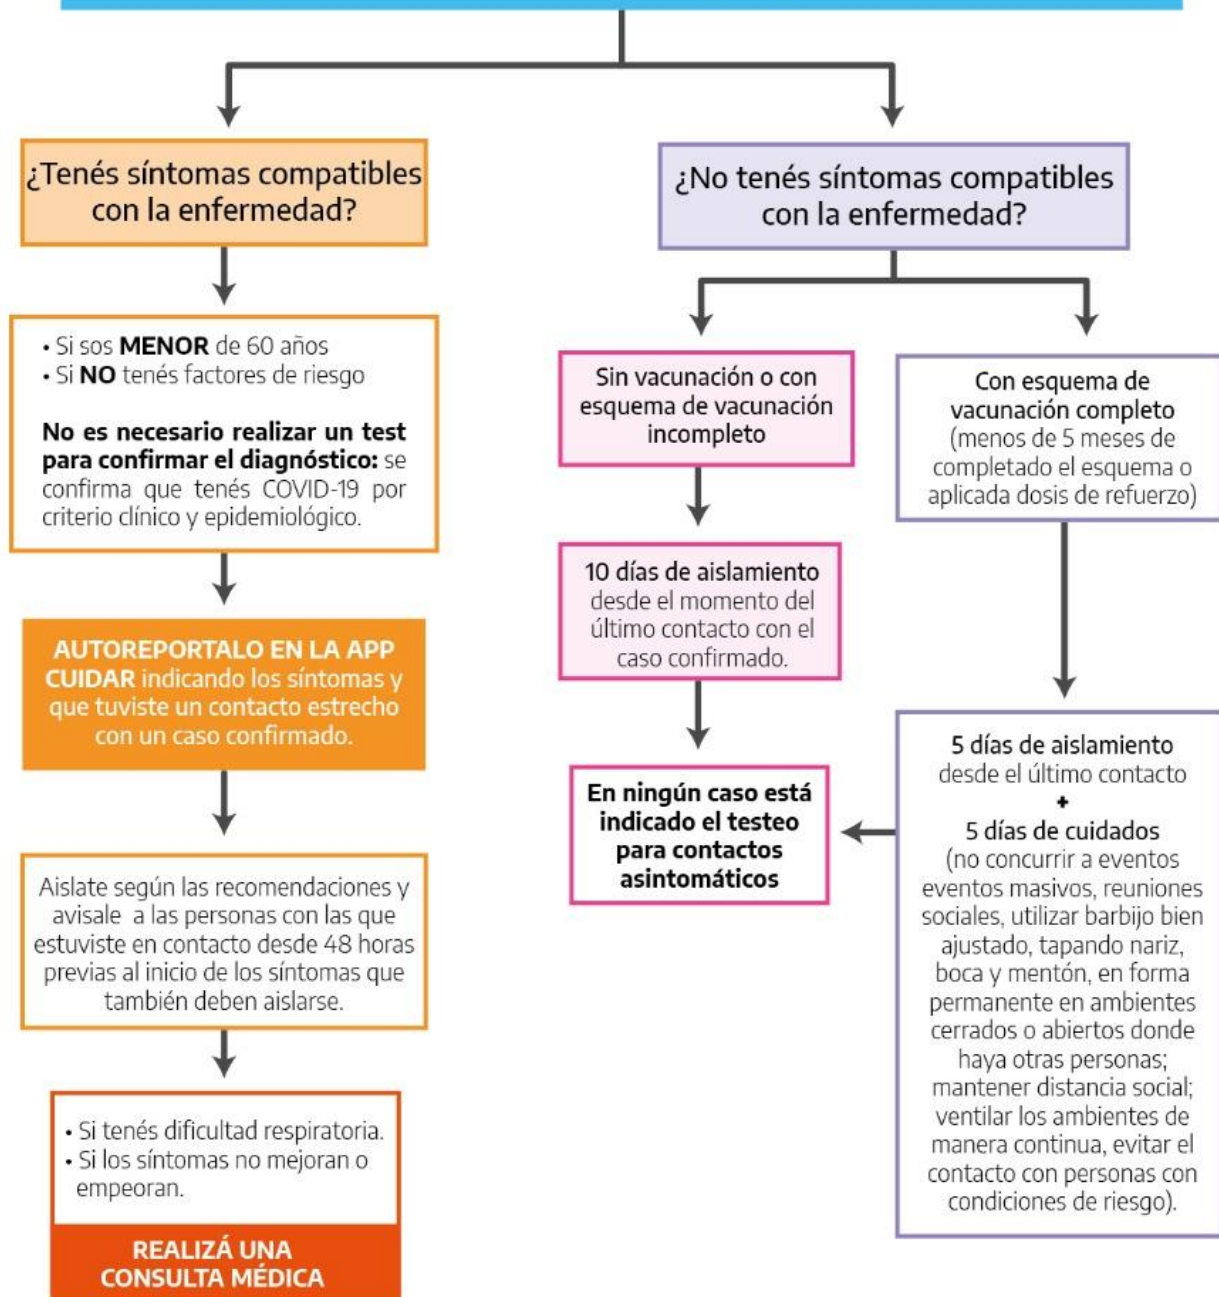 ¿Tenés síntomas compatibles
con la enfermedad?
• Si sos MENOR de 60 años
• Si NO tenés factores de riesgo
No es necesario realizar un test
para confirmar el diagnóstico: se
confirma que tenés COVID-19 por
criterio clínico y epidemiológico.
AUTOREPORTALO EN LA APP
CUIDAR indicando los síntomas y
que tuviste un contacto estrecho
con un caso confirmado.
Aislate según las recomendaciones y
avisale a las personas con las que
estuviste en contacto desde 48 horas
previas al inicio de los síntomas que
también deben aislarse.
• Si tenés dificultad respiratoria.
• Si los síntomas no mejoran o
empeoran.
REALIZÁ UNA
CONSULTA MÉDICA
¿No tenés síntomas compatibles
con la enfermedad?
Sin vacunación o con
esquema de vacunación
incompleto
10 días de aislamiento
desde el momento del
último contacto con el
caso confirmado.
En ningún caso está
indicado el testeo
para contactos
asintomáticos
Con esquema de
vacunación completo
(menos de 5 meses de
completado el esquema o
aplicada dosis de refuerzo)
5 días de aislamiento
desde el último contacto
+
5 días de cuidados
(no concurrir a eventos
eventos masivos, reuniones
sociales, utilizar barbijo bien
ajustado, tapando nariz,
boca y mentón, en forma
permanente en ambientes
cerrados o abiertos donde
haya otras personas;
mantener distancia social;
ventilar los ambientes de
manera continua, evitar el
contacto con personas con
condiciones de riesgo).